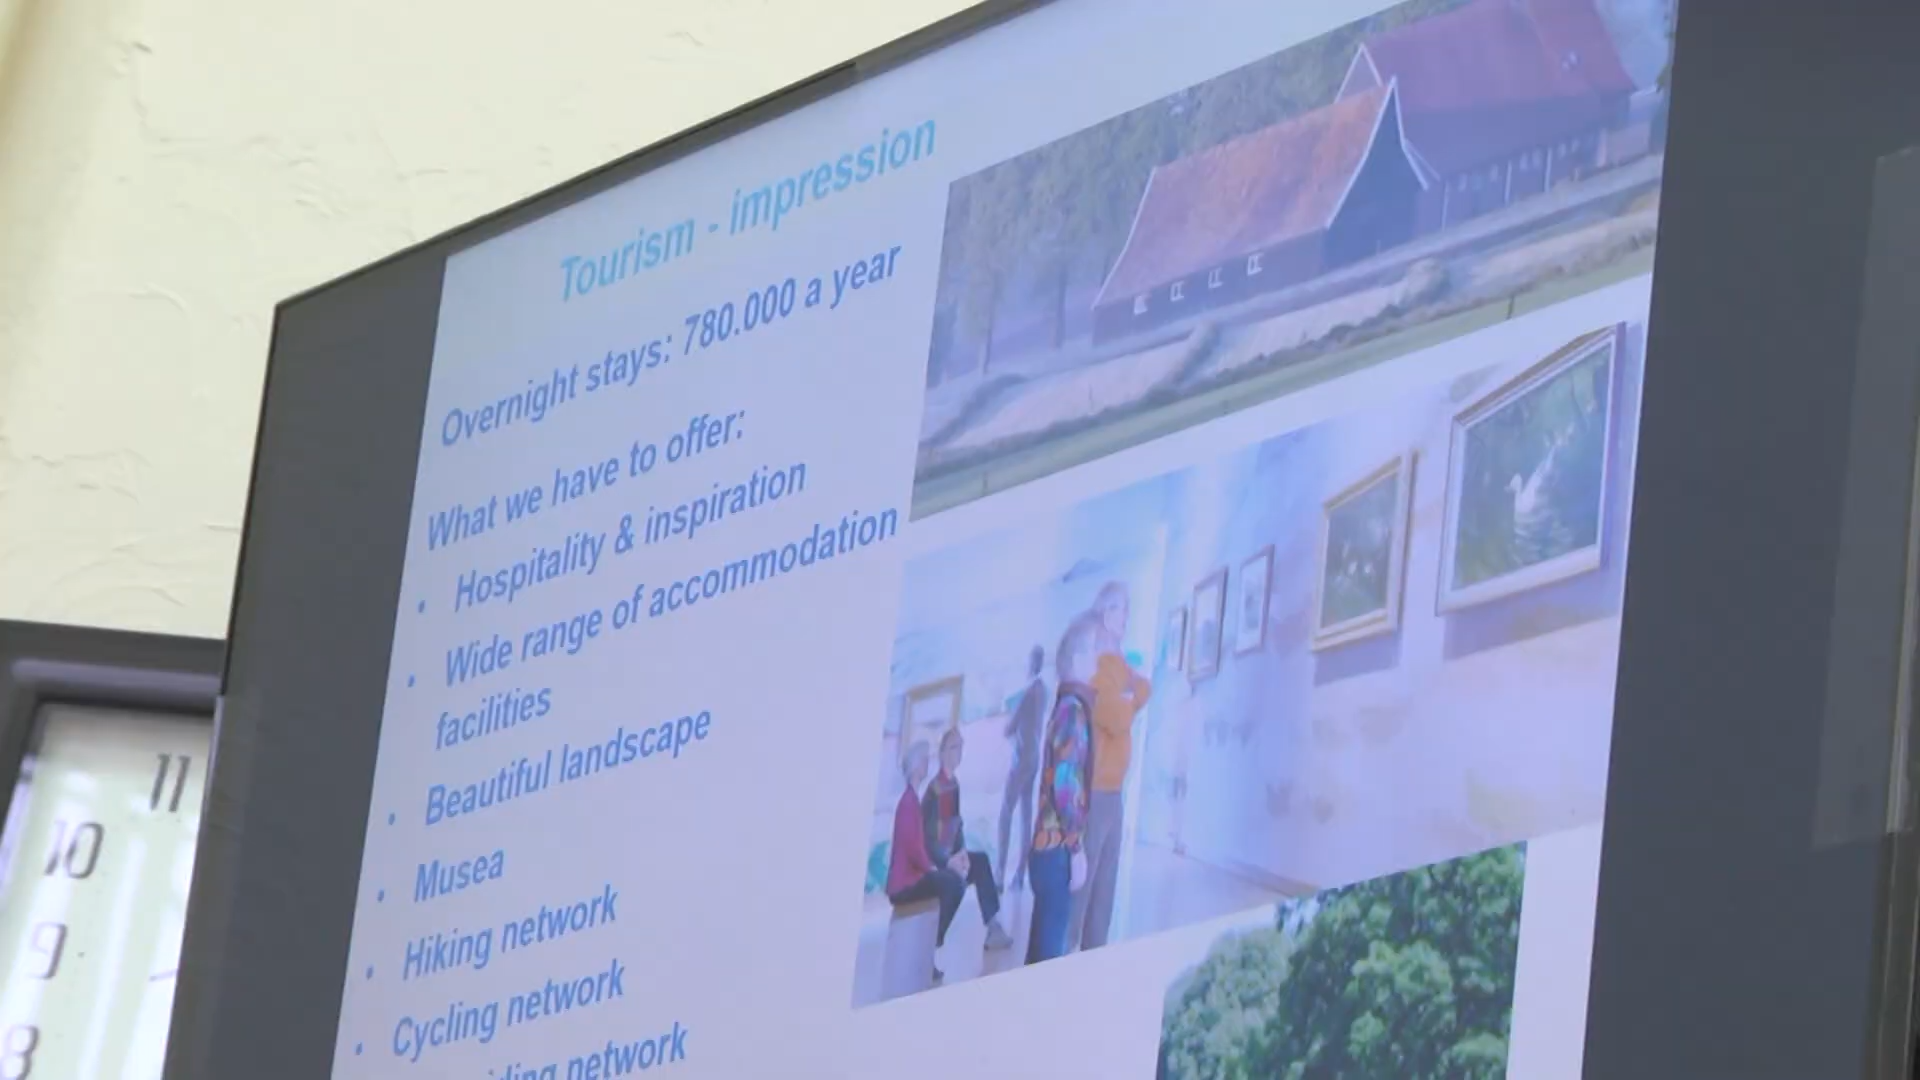 Tourism - impression
Overnight stays: 780.000 a year
What we have to offer:
• Hospitality & inspiration
• Wide range of accommodation
facilities
• Beautiful landscape
• Musea
• Hiking network
• Cycling network
network
11
10
9
8